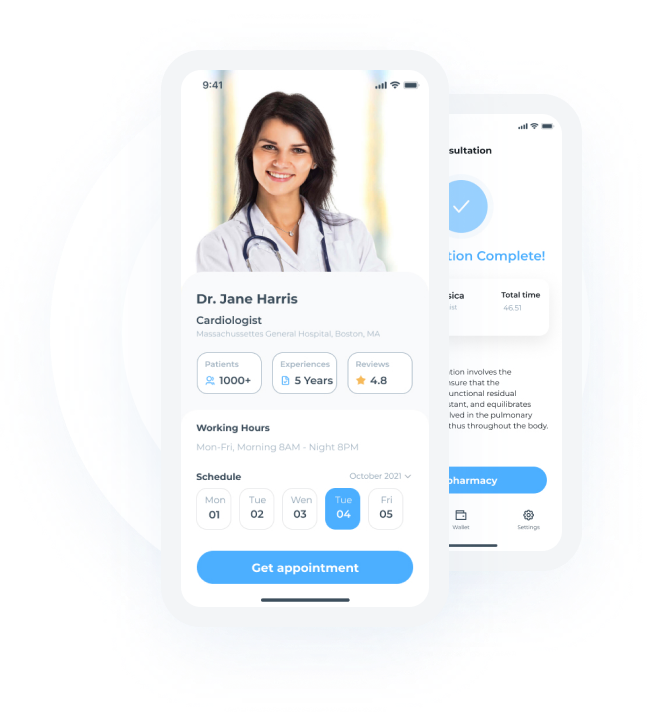 9:41
Dr. Jane Harris
Cardiologist
Massachussettes General Hospital, Boston, MA
Patients
1000+
Experiences
5 Years
Reviews
4.8
Working Hours
Mon-Fri, Morning 8AM - Night 8PM
Schedule
October 2021
Mon
01
Tue
02
Wen
03
Tue
04
Fri
05
Get appointment
sultation
tion Complete!
sica
Total time
nt
46.51
tion involves the
nsure that the
unctional residual
stant, and equilibrates
lved in the pulmonary
thus throughout the body.
pharmacy
Wallet
Settings